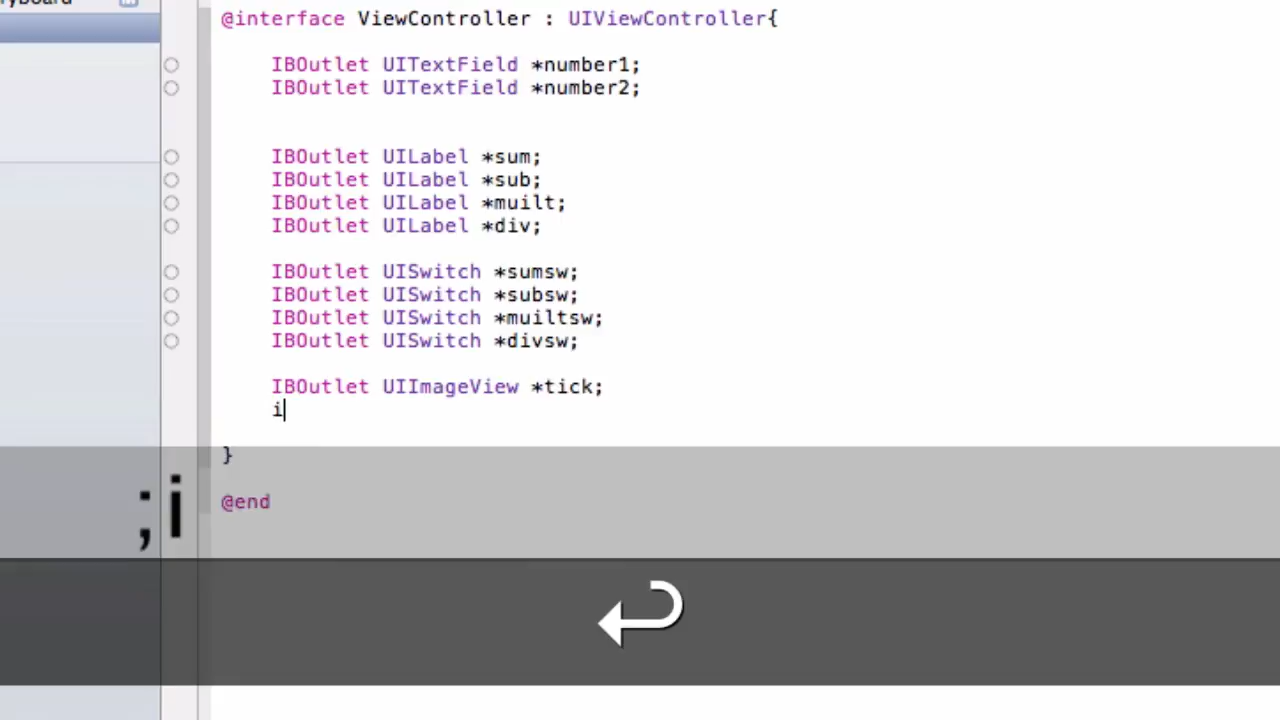 @interface ViewController : UIViewController{
IBOutlet UITextField *number1;
IBOutlet UITextField *number2;
IBOutlet UILabel *sum;
IBOutlet UILabel *sub;
IBOutlet UILabel *muilt;
IBOutlet UILabel *div;
IBOutlet UISwitch *sumsw;
IBOutlet UISwitch *subsw;
IBOutlet UISwitch *muiltsw;
IBOutlet UISwitch *divsw;
IBOutlet UIImageView *tick;
i
}
@end
;i